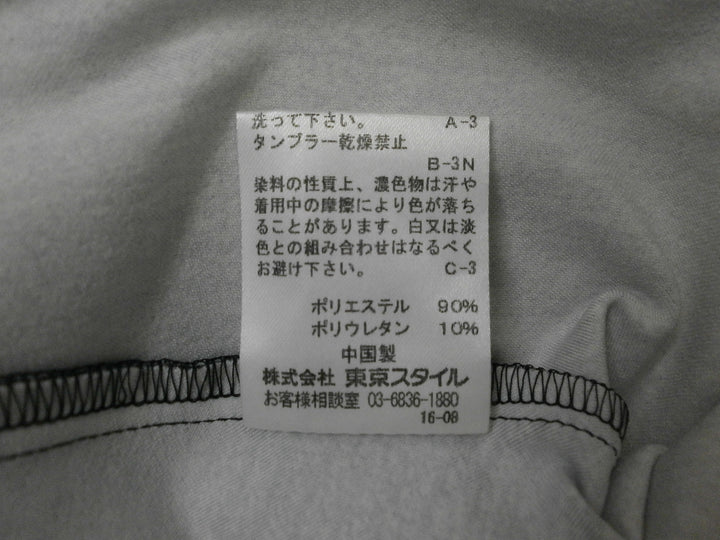 洗って下さい。 A-3
タンブラー乾燥禁止
B-3N
染料の性質上、濃色物は汗や
着用中の摩擦により色が落ち
ることがあります。白又は淡
色との組み合わせはなるべく
お避け下さい。 C-3
ポリエステル 90%
ポリウレタン 10%
中国製
株式会社 東京スタイル
お客様相談室 03-6836-1880
16-08